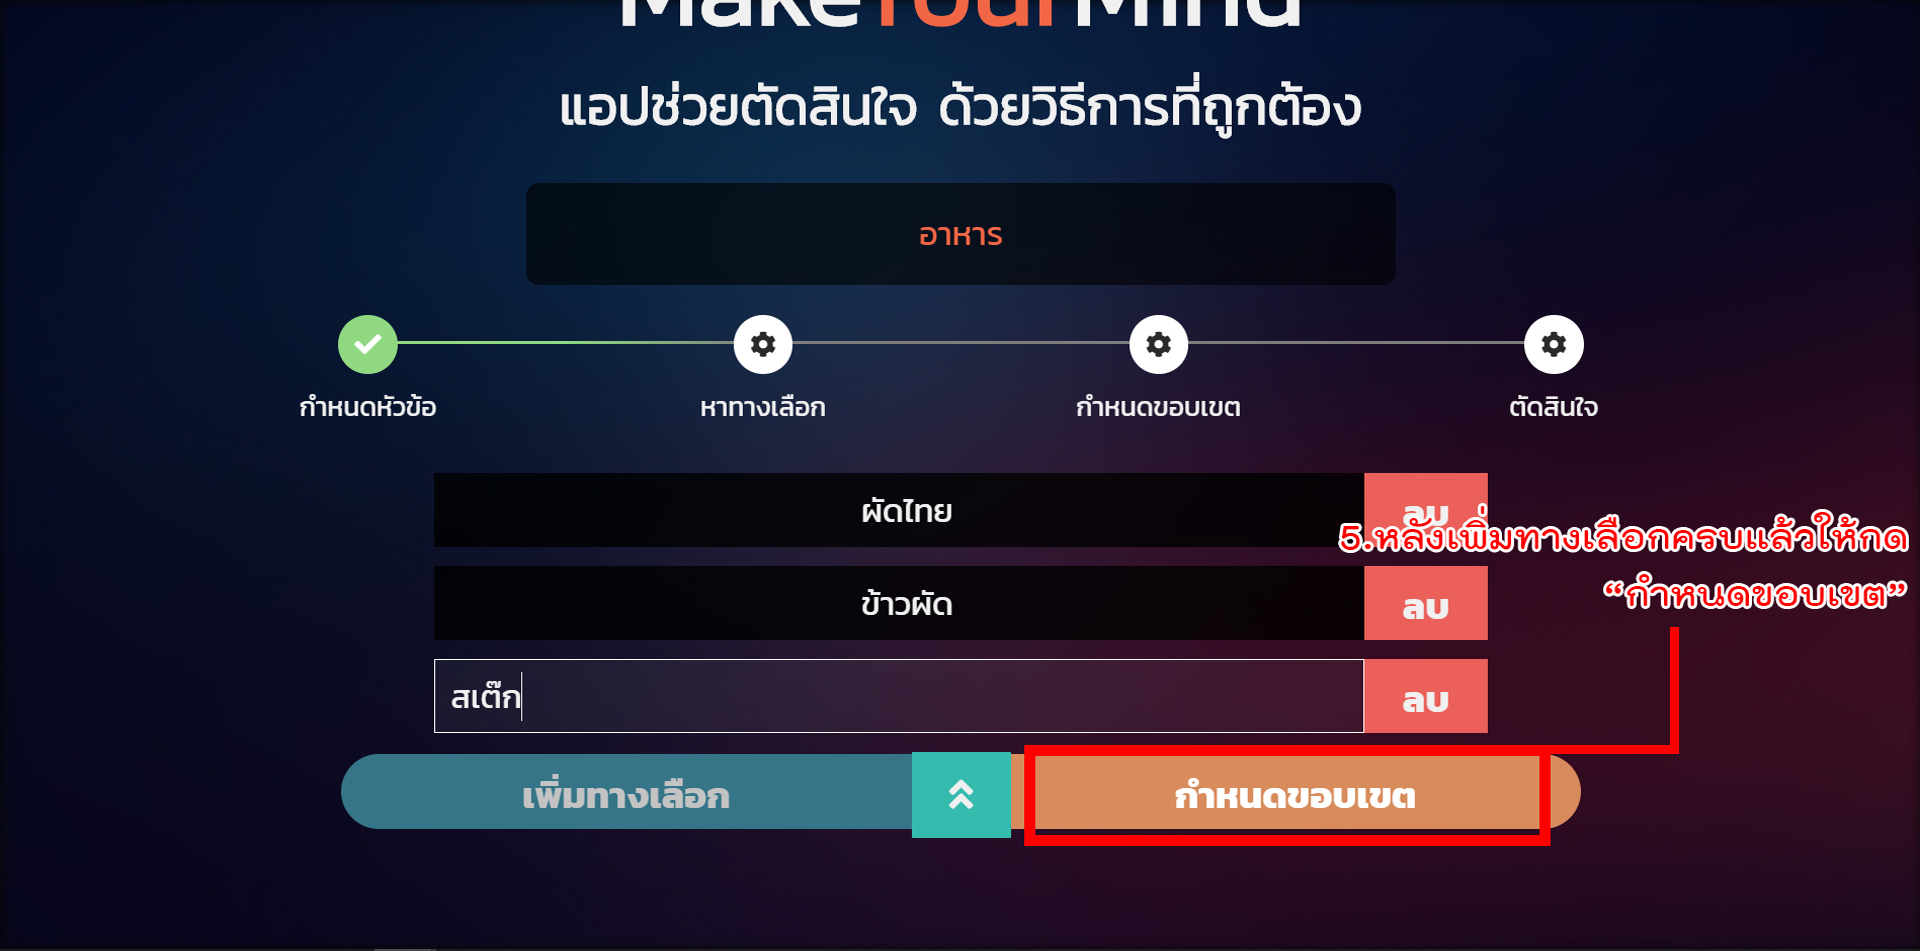 MakeYourMind
แอปช่วยตัดสินใจ ด้วยวิธีการที่ถูกต้อง
อาหาร
กำหนดหัวข้อ
หาทางเลือก
กำหนดขอบเขต
ตัดสินใจ
ผัดไทย
ลบ
5.หลังเพิ่มทางเลือกครบแล้วให้กด
“กำหนดขอบเขต”
ข้าวผัด
ลบ
สเต๊ก
ลบ
เพิ่มทางเลือก
กำหนดขอบเขต